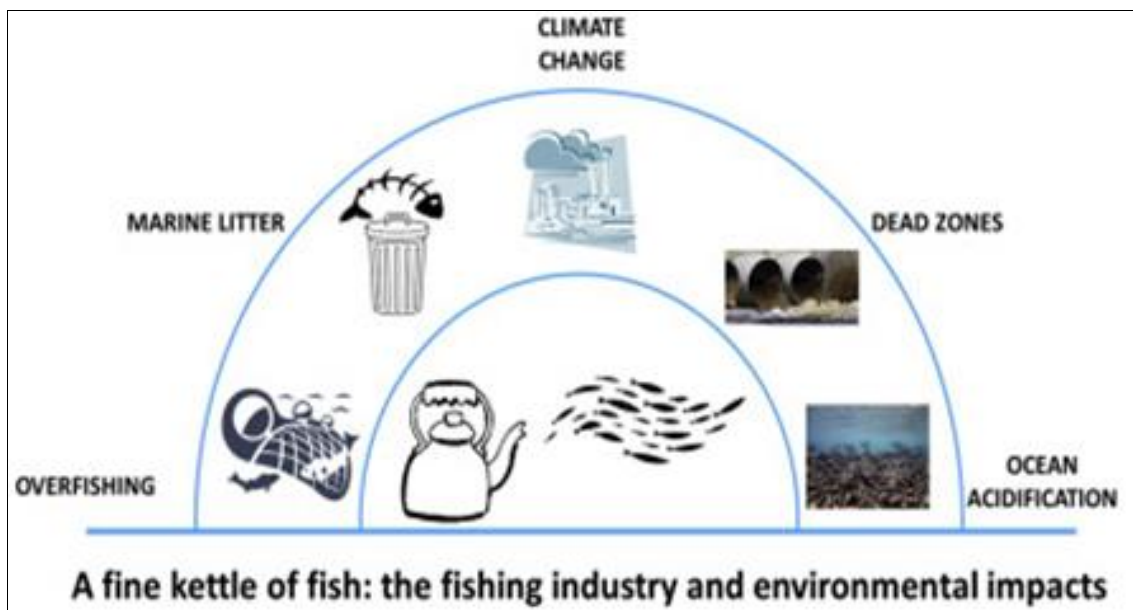 CLIMATE
CHANGE
MARINE LITTER
DEAD ZONES
OVERFISHING
OCEAN
ACIDIFICATION
A fine kettle of fish: the fishing industry and environmental impacts